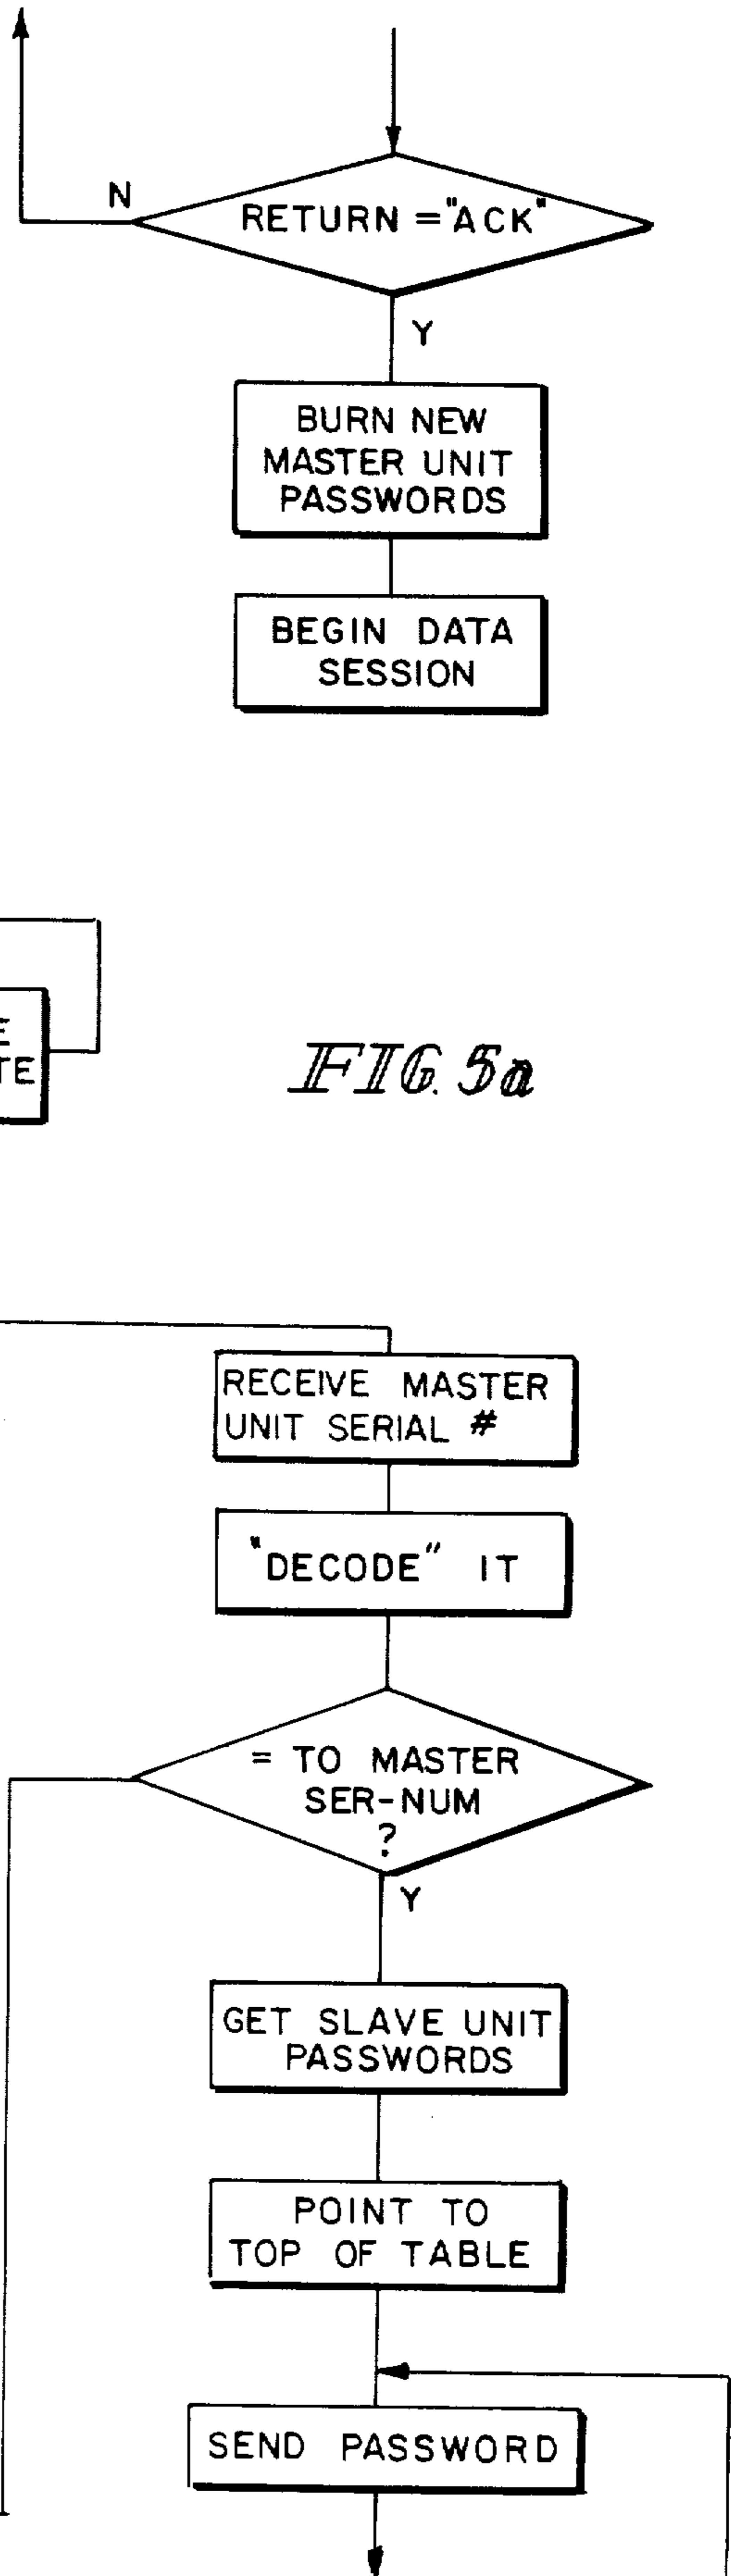 N
RETURN = "ACK"
Y
BURN NEW
MASTER UNIT
PASSWORDS
BEGIN DATA
SESSION
FIG. 5a
RECEIVE MASTER
UNIT SERIAL #
"DECODE" IT
= TO MASTER
SER-NUM
?
Y
GET SLAVE UNIT
PASSWORDS
POINT TO
TOP OF TABLE
SEND PASSWORD